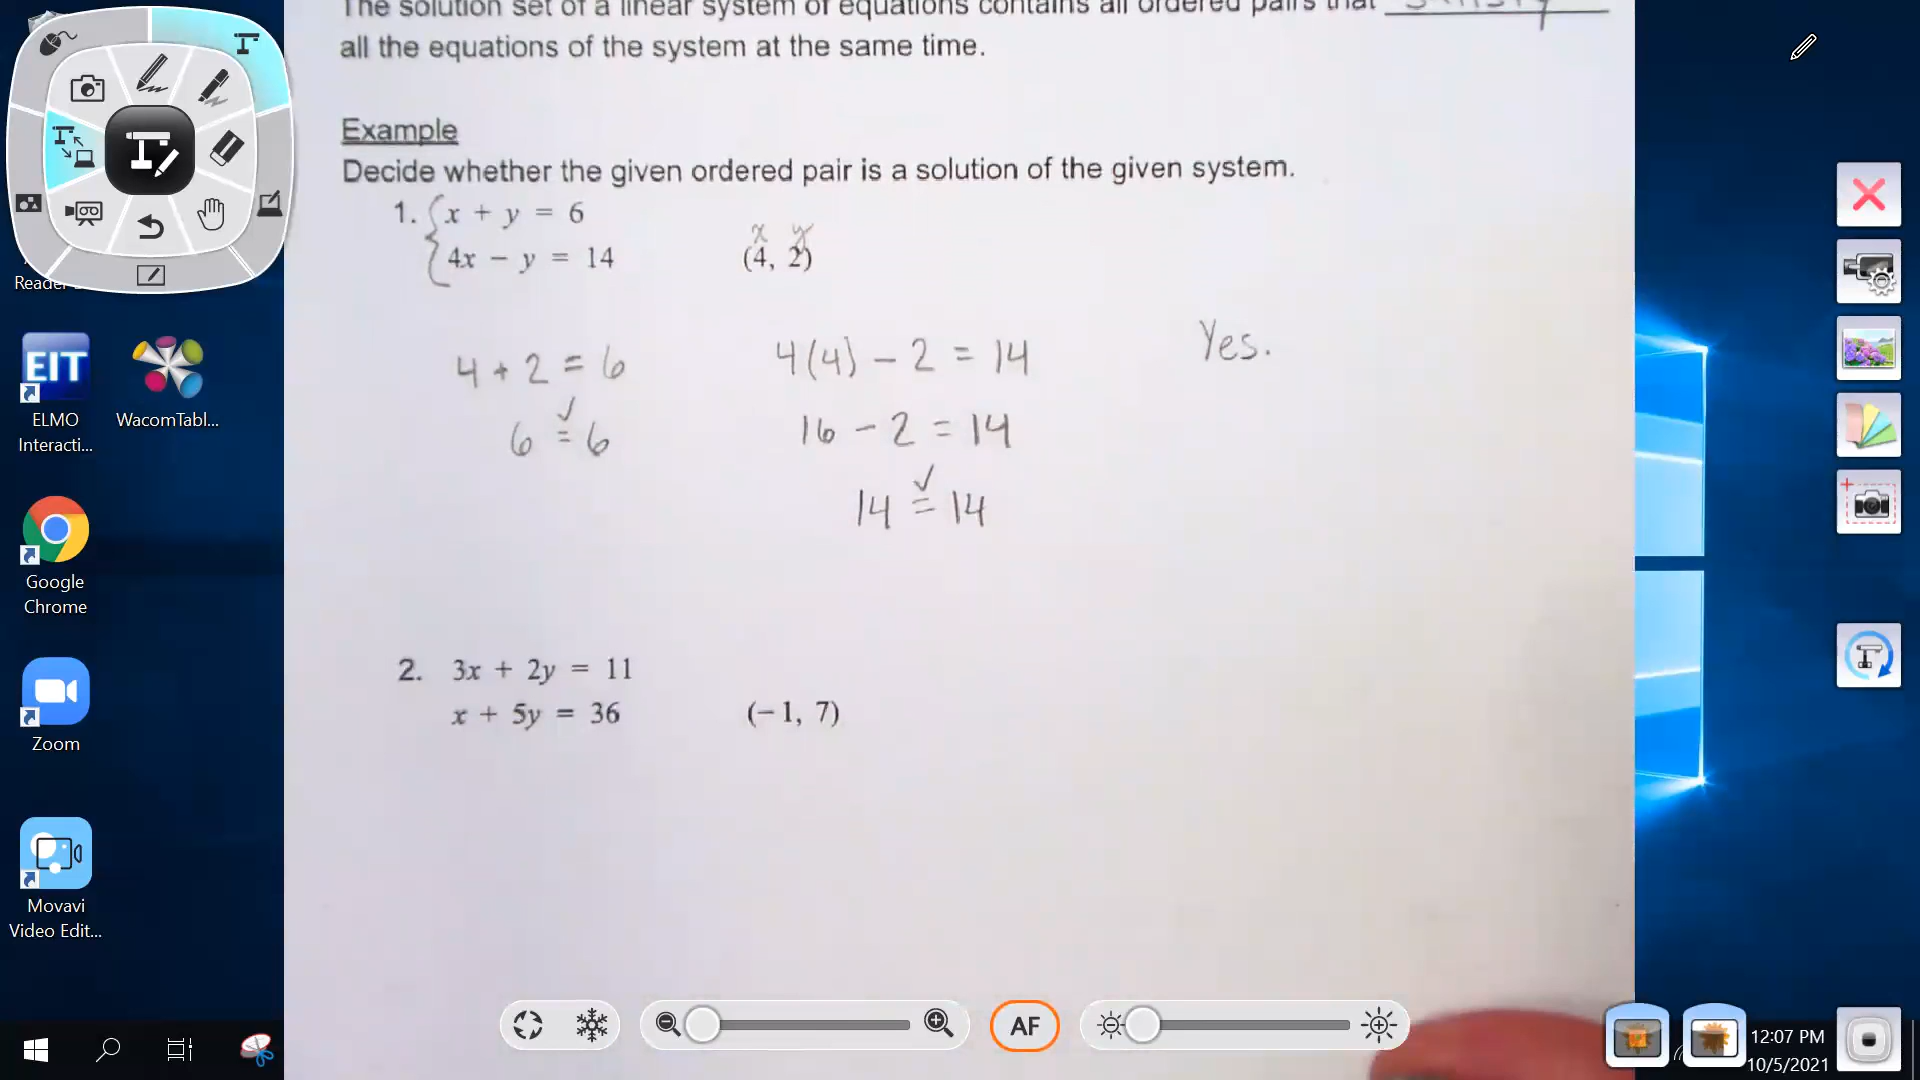 The solution set of a linear system of equations contains all ordered pairs that satisfy
all the equations of the system at the same time.
Example
Decide whether the given ordered pair is a solution of the given system.
1. x + y = 6
4x − y = 14
x y
(4, 2)
4 + 2 = 6
6 = 6
4(4) − 2 = 14
16 − 2 = 14
14 = 14
Yes.
2. 3x + 2y = 11
x + 5y = 36
(−1, 7)
EIT
ELMO
Interacti...
WacomTabl...
Google
Chrome
Zoom
Movavi
Video Edit...
AF
12:07 PM
10/5/2021